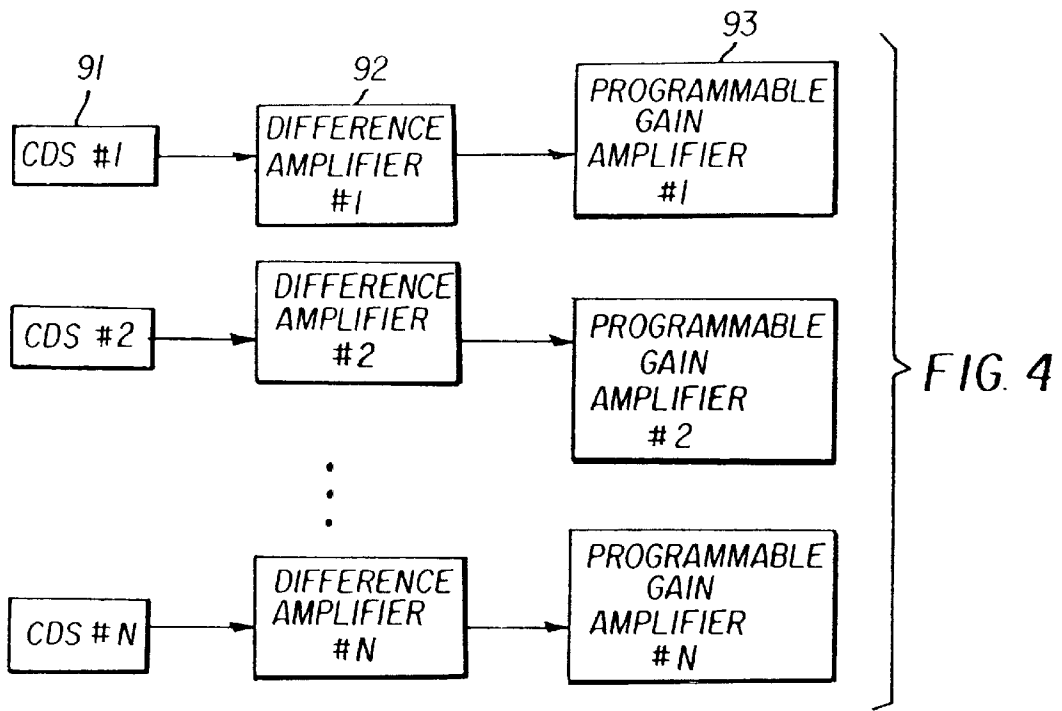 91
92
93
CDS #1
DIFFERENCE
AMPLIFIER
#1
PROGRAMMABLE
GAIN
AMPLIFIER
#1
CDS #2
DIFFERENCE
AMPLIFIER
#2
PROGRAMMABLE
GAIN
AMPLIFIER
#2
FIG. 4
CDS #N
DIFFERENCE
AMPLIFIER
#N
PROGRAMMABLE
GAIN
AMPLIFIER
#N